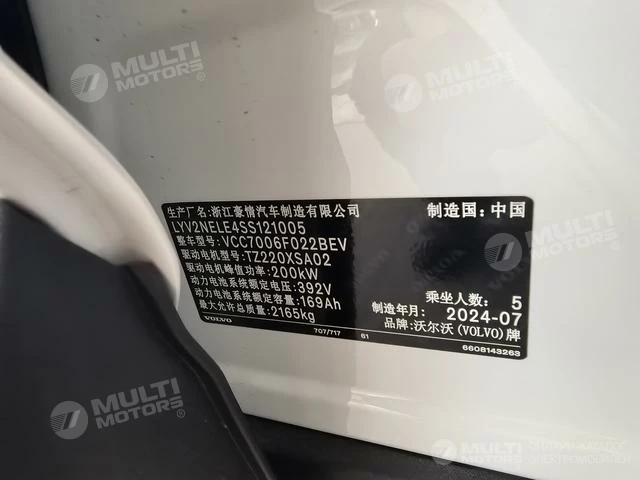 MULTI MOTORS
MULTI MOTORS
生产厂名:浙江豪情汽车制造有限公司 制造国:中国
LYV2NELE4SS121005
整车型号:VCC7006F022BEV
驱动电机型号:TZ220XSA02
驱动电机峰值功率:200kW
动力电池系统额定电压:392V
动力电池系统额定容量:169Ah 乘坐人数: 5
最大允许总质量:2165kg 制造年月: 2024-07
VOLVO 707/717 61 品牌:沃尔沃(VOLVO)牌
6608143263
MULTI MOTORS